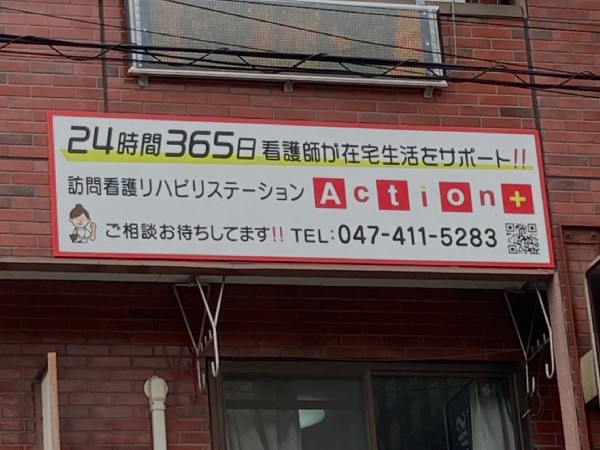 24時間365日 看護師が在宅生活をサポート!!
訪問看護リハビリステーション Action+
ご相談お待ちしてます!! TEL:047-411-5283